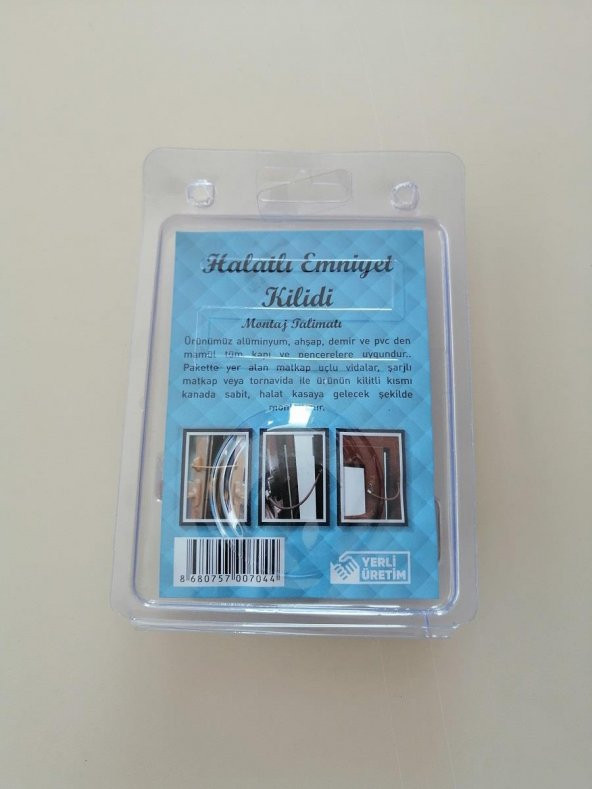 Halatlı Emniyet
Kilidi
Montaj Talimatı
Ürünümüz alüminyum, ahşap, demir ve pvc den
mamül tüm kapı ve pencerelere uygundur..
Pakette yer alan matkap uçlu vidalar, şarjlı
matkap veya tornavida ile ürünün kilitli kısmı
kanada sabit, halat kasaya gelecek şekilde
8 680757 007044
YERLİ
ÜRETİM